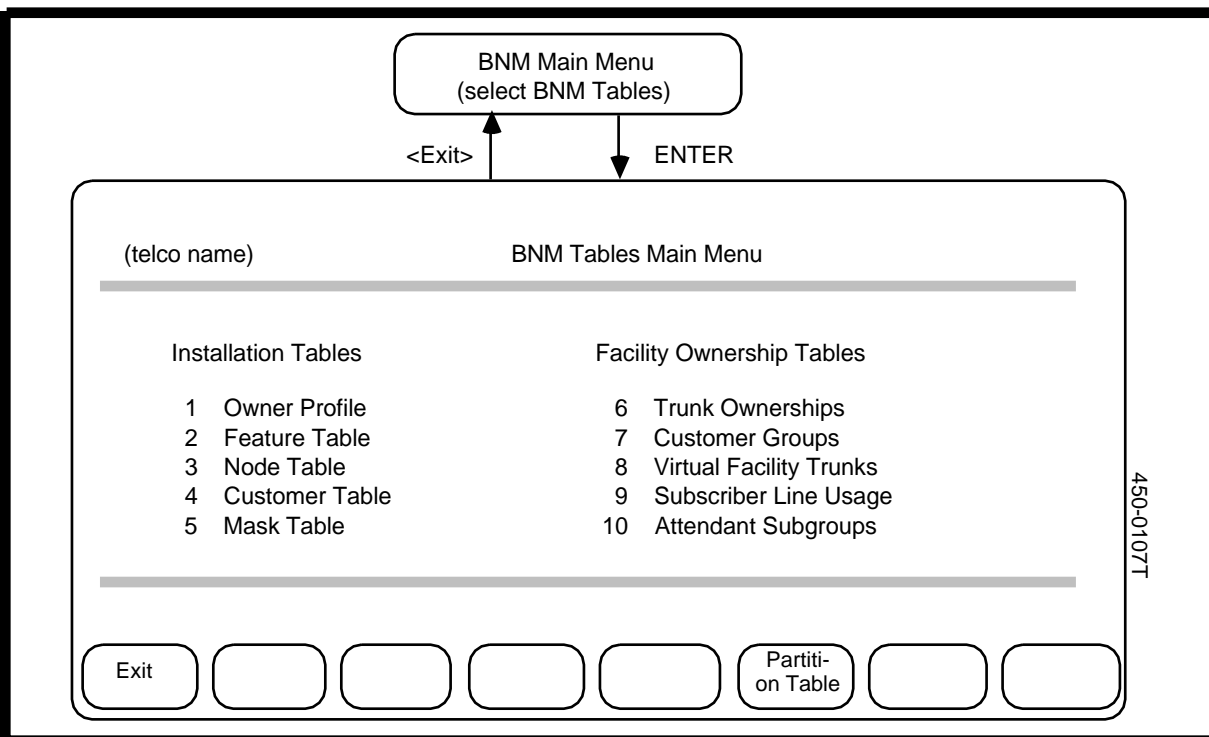 BNM Main Menu
(select BNM Tables)
<Exit>
ENTER
(telco name)
BNM Tables Main Menu
Installation Tables
1 Owner Profile
2 Feature Table
3 Node Table
4 Customer Table
5 Mask Table
Facility Ownership Tables
6 Trunk Ownerships
7 Customer Groups
8 Virtual Facility Trunks
9 Subscriber Line Usage
10 Attendant Subgroups
450-0107T
Exit
Partiti-
on Table